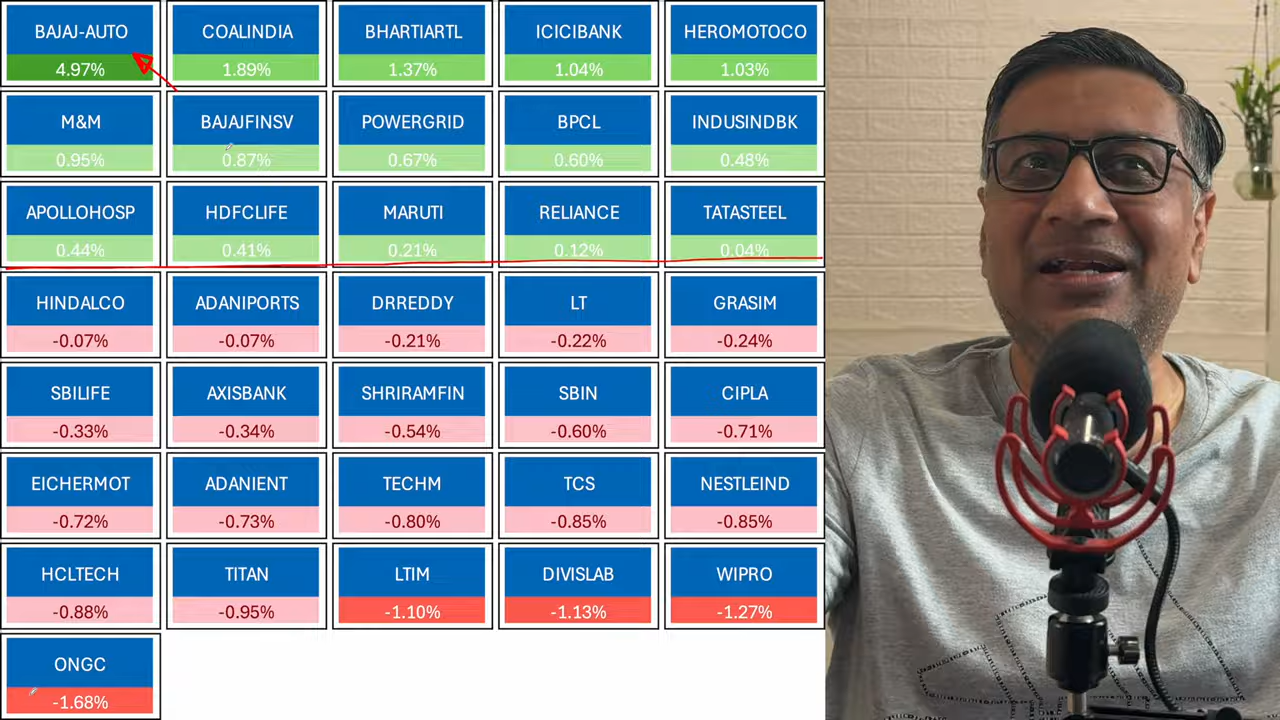 BAJAJ-AUTO COALINDIA BHARTIARTL ICICIBANK HEROMOTOCO
4.97% 1.89% 1.37% 1.04% 1.03%
M&M BAJAJFINSV POWERGRID BPCL INDUSINDBK
0.95% 0.87% 0.67% 0.60% 0.48%
APOLLOHOSP HDFCLIFE MARUTI RELIANCE TATASTEEL
0.44% 0.41% 0.21% 0.12% 0.04%
HINDALCO ADANIPORTS DRREDDY LT GRASIM
-0.07% -0.07% -0.21% -0.22% -0.24%
SBILIFE AXISBANK SHRIRAMFIN SBIN CIPLA
-0.33% -0.34% -0.54% -0.60% -0.71%
EICHERMOT ADANIENT TECHM TCS NESTLEIND
-0.72% -0.73% -0.80% -0.85% -0.85%
HCLTECH TITAN LTIM DIVISLAB WIPRO
-0.88% -0.95% -1.10% -1.13% -1.27%
ONGC
-1.68%